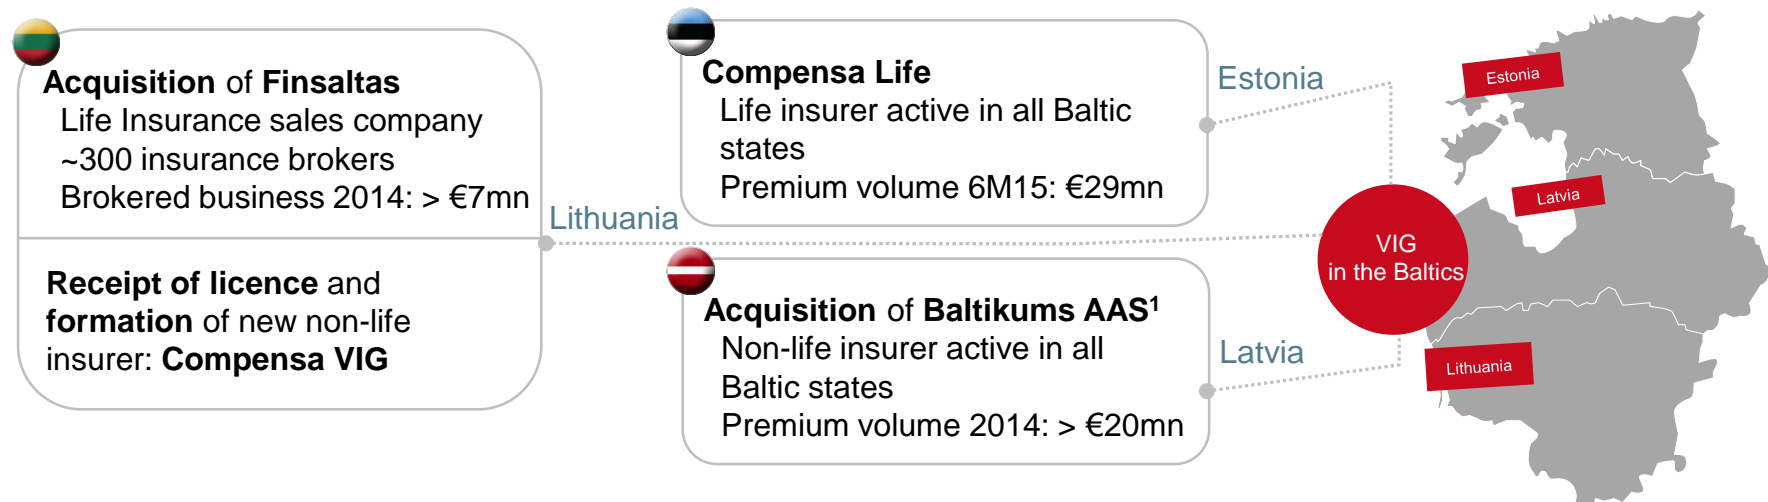 Acquisition of Finsaltas
Life Insurance sales company
~300 insurance brokers
Brokered business 2014: > €7mn
Receipt of licence and
formation of new non-life
insurer: Compensa VIG
Lithuania
Compensa Life
Life insurer active in all Baltic
states
Premium volume 6M15: €29mn
Estonia
Acquisition of Baltikums AAS¹
Non-life insurer active in all
Baltic states
Premium volume 2014: > €20mn
Latvia
VIG
in the Baltics
Estonia
Latvia
Lithuania